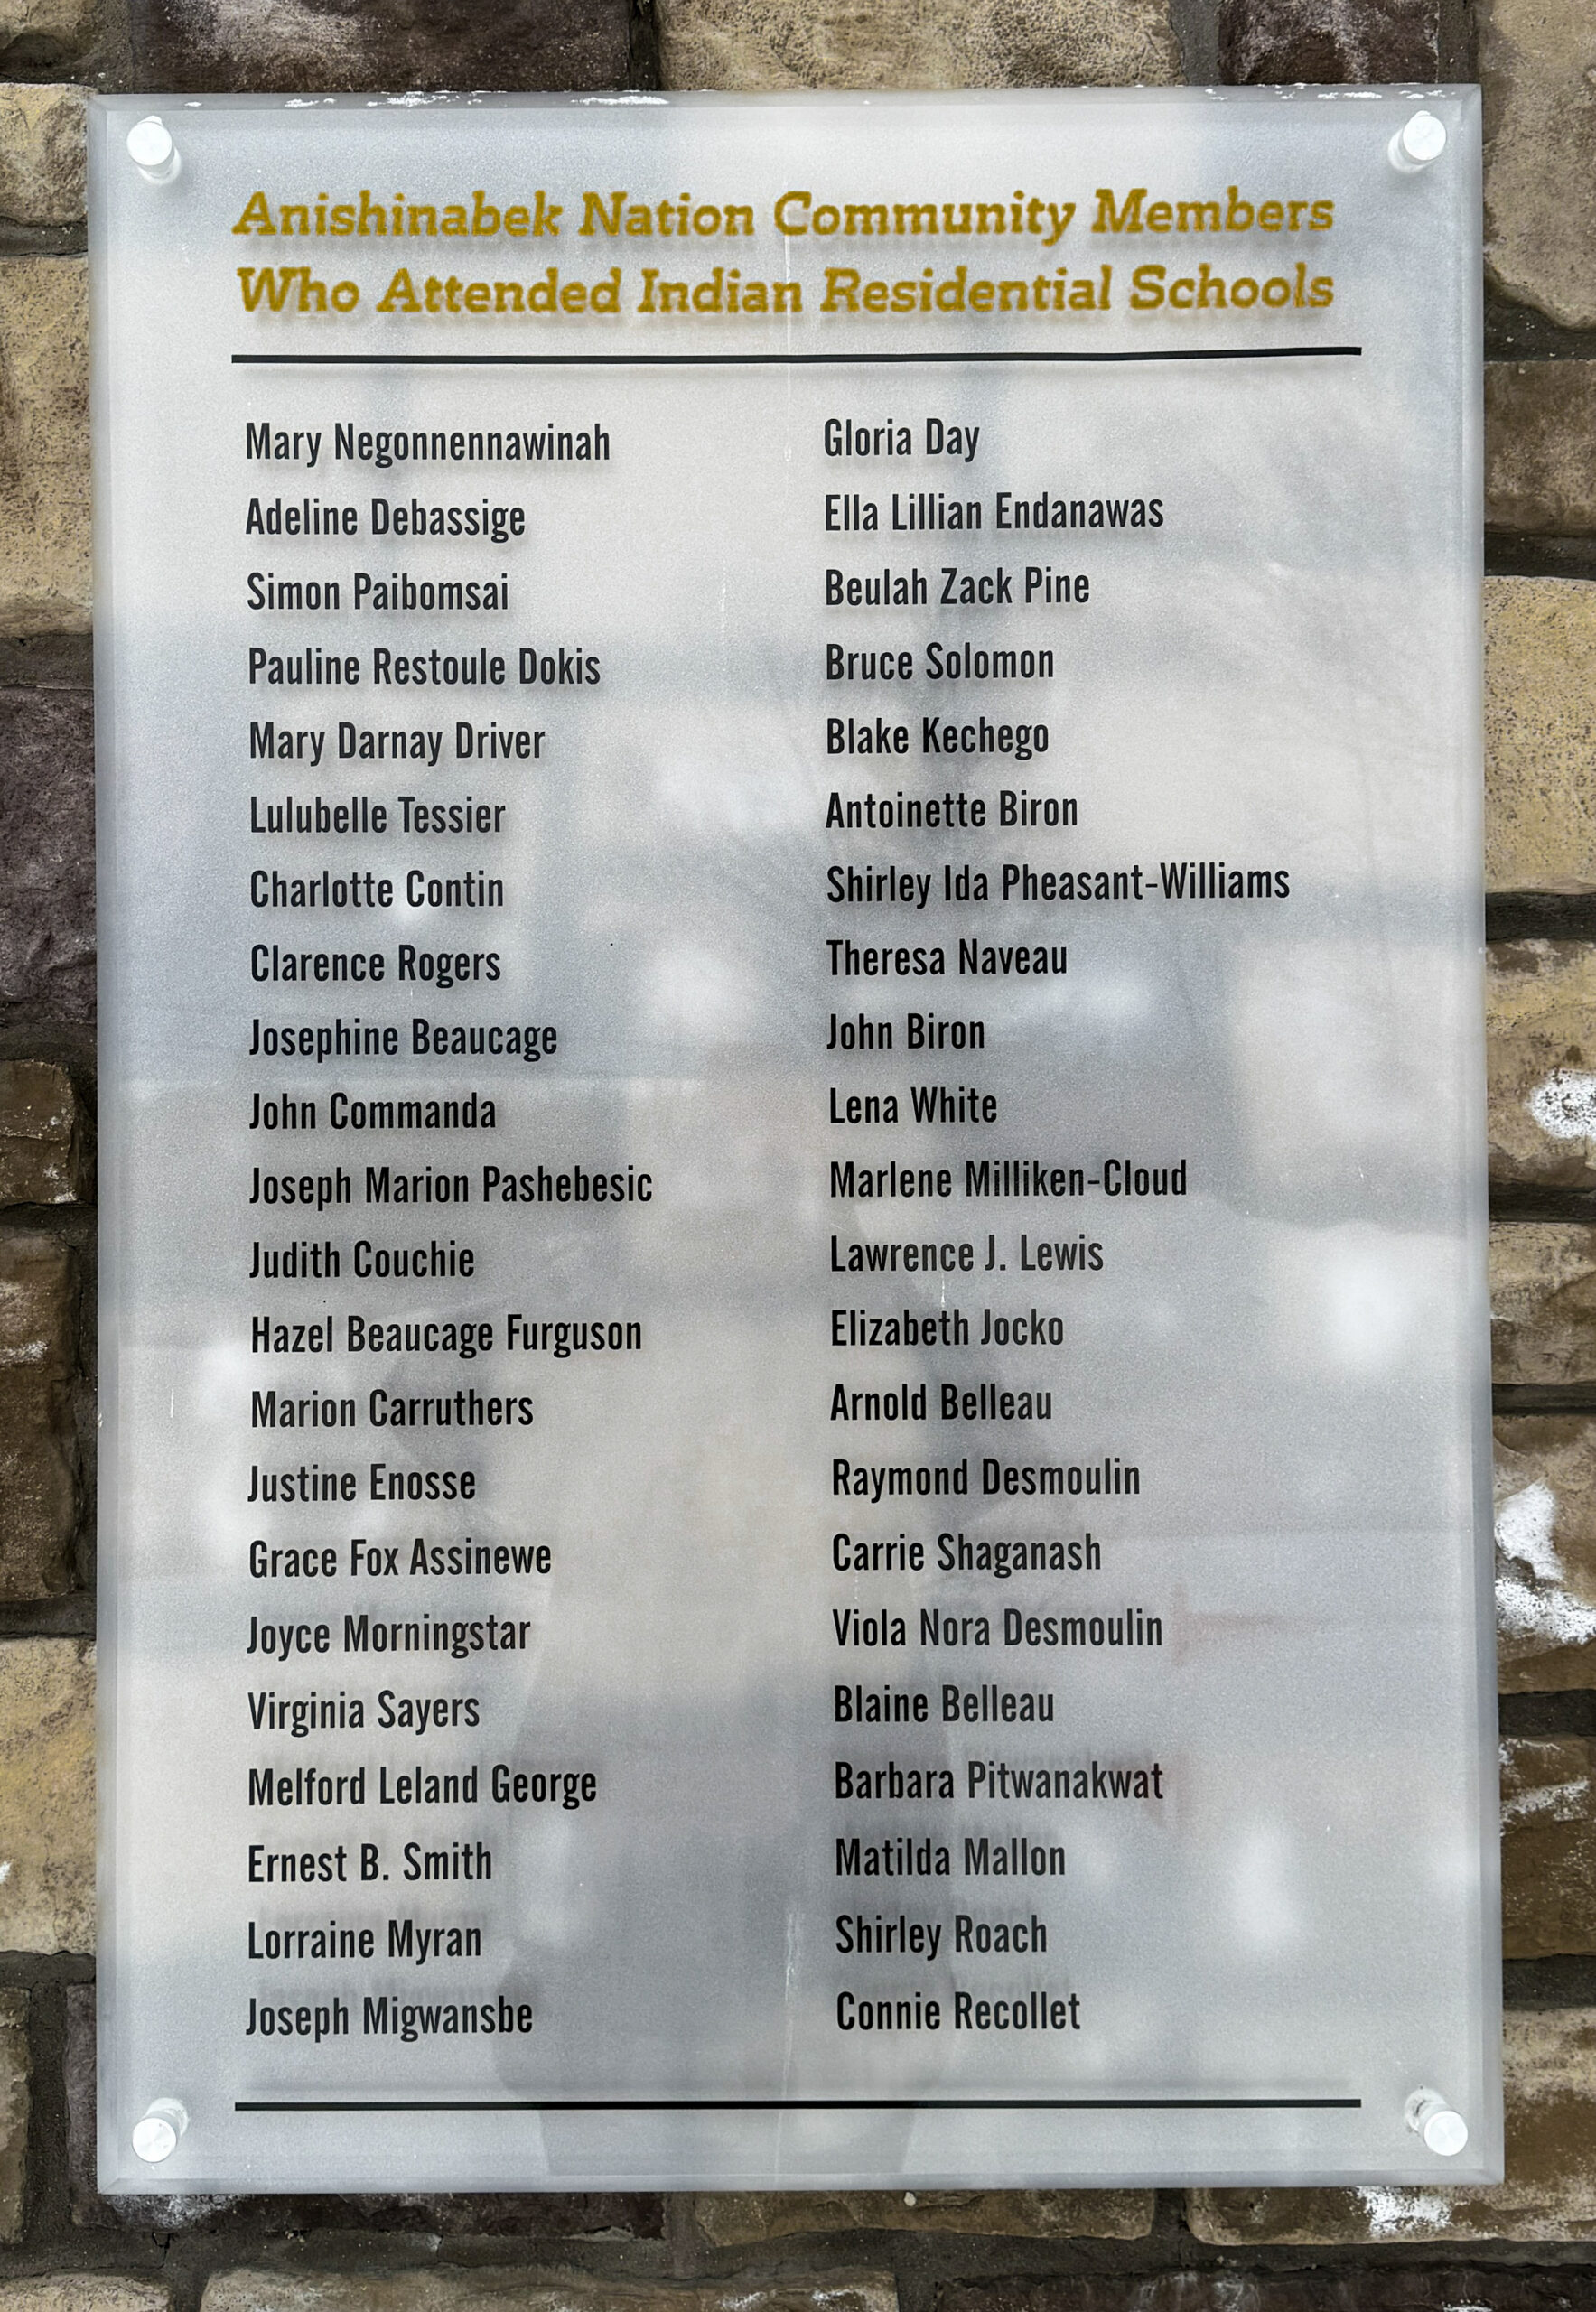 Anishinabek Nation Community Members
Who Attended Indian Residential Schools
Mary Negonnennawinah
Adeline Debassige
Simon Paibomsai
Pauline Restoule Dokis
Mary Darnay Driver
Lulubelle Tessier
Charlotte Contin
Clarence Rogers
Josephine Beaucage
John Commanda
Joseph Marion Pashebesic
Judith Couchie
Hazel Beaucage Furguson
Marion Carruthers
Justine Enosse
Grace Fox Assinewe
Joyce Morningstar
Virginia Sayers
Melford Leland George
Ernest B. Smith
Lorraine Myran
Joseph Migwansbe
Gloria Day
Ella Lillian Endanawas
Beulah Zack Pine
Bruce Solomon
Blake Kechego
Antoinette Biron
Shirley Ida Pheasant-Williams
Theresa Naveau
John Biron
Lena White
Marlene Milliken-Cloud
Lawrence J. Lewis
Elizabeth Jocko
Arnold Belleau
Raymond Desmoulin
Carrie Shaganash
Viola Nora Desmoulin
Blaine Belleau
Barbara Pitwanakwat
Matilda Mallon
Shirley Roach
Connie Recollet